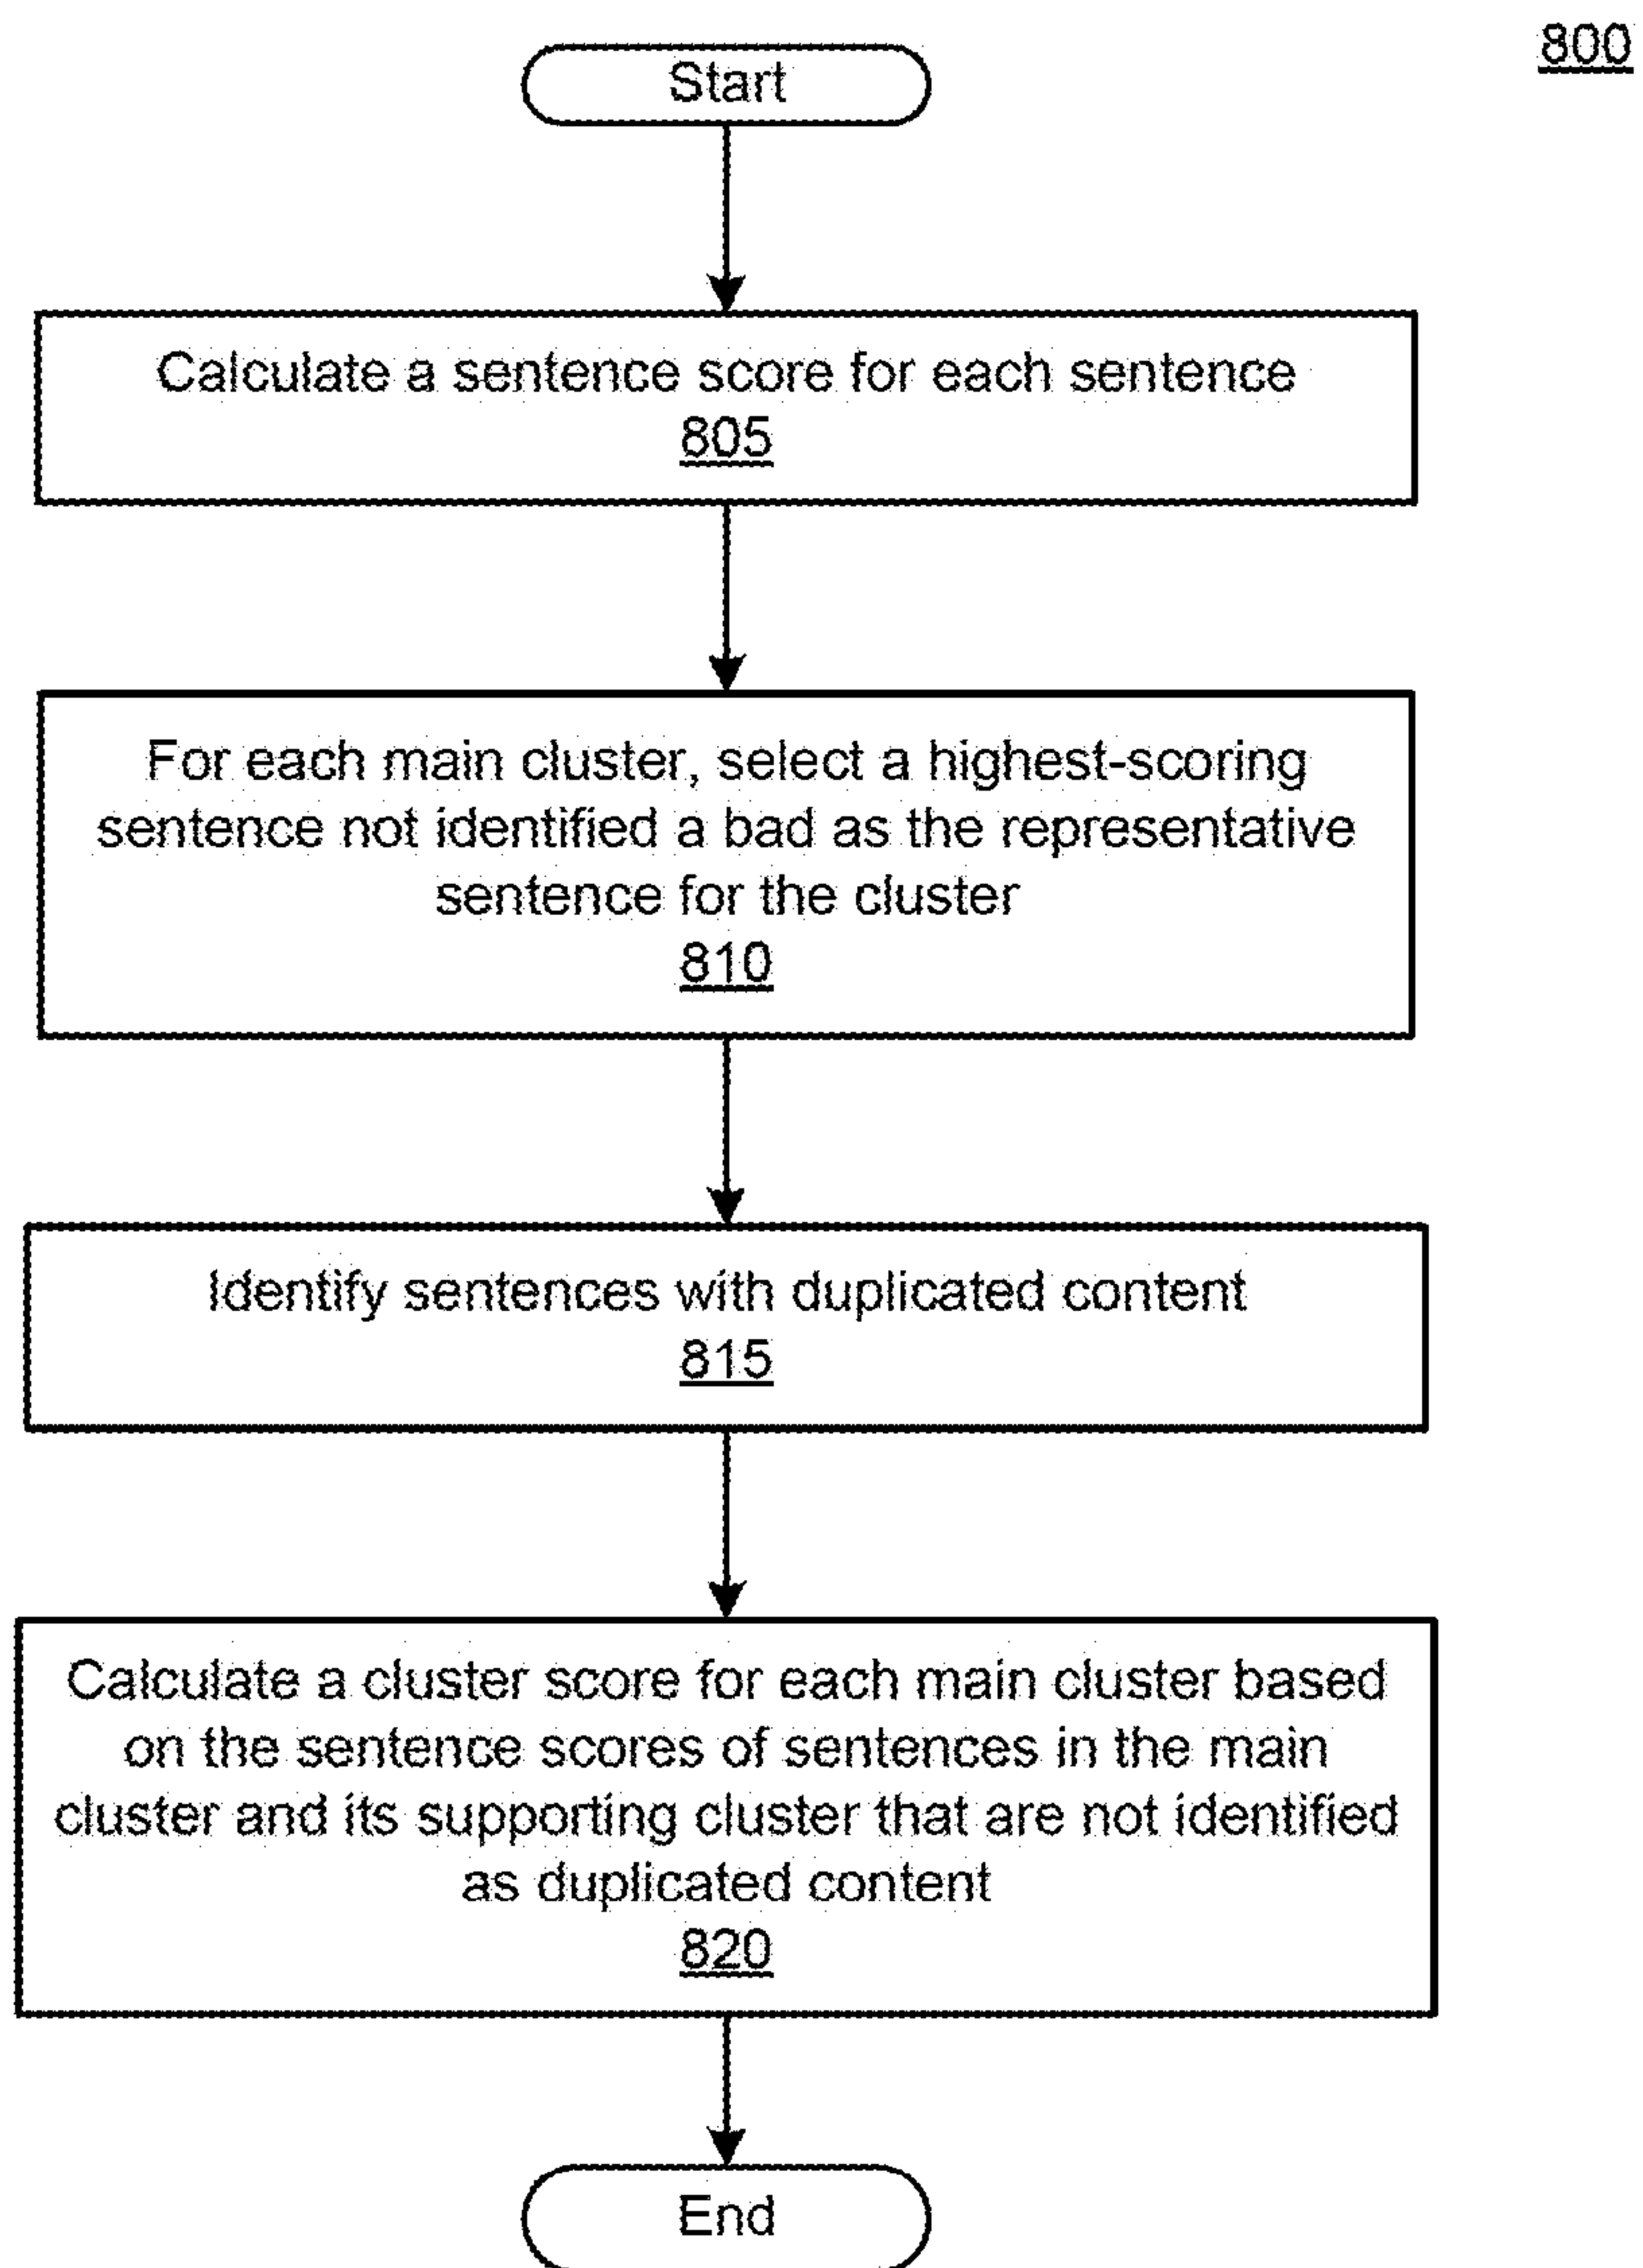 800
Start
Calculate a sentence score for each sentence
805
For each main cluster, select a highest-scoring
sentence not identified a bad as the representative
sentence for the cluster
810
Identify sentences with duplicated content
815
Calculate a cluster score for each main cluster based
on the sentence scores of sentences in the main
cluster and its supporting cluster that are not identified
as duplicated content
820
End